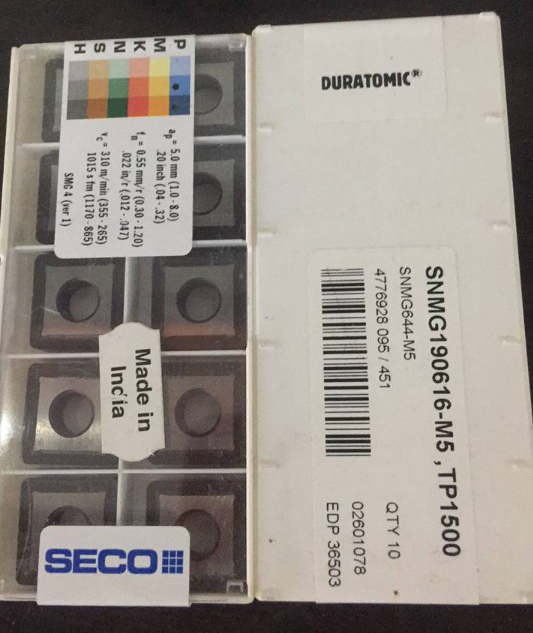 P M K N S H
ap = 5.0 mm (1.0 - 8.0)
.20 inch (.04 - .32)
fn = 0.55 mm/r (0.30 - 1.20)
.022 in/r (.012 - .047)
vc = 310 m/min (355 - 265)
1015 s fm (1170 - 865)
SMG 4 (ver 1)
Made in
India
SECO
DURATOMIC®
SNMG190616-M5 , TP1500
SNMG644-M5
4776928 095 / 451
QTY 10
02601078
EDP 36503